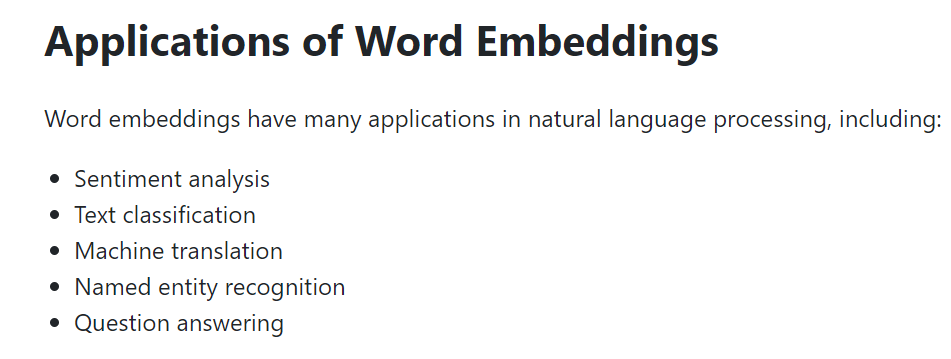 Applications of Word Embeddings
Word embeddings have many applications in natural language processing, including:
• Sentiment analysis
• Text classification
• Machine translation
• Named entity recognition
• Question answering